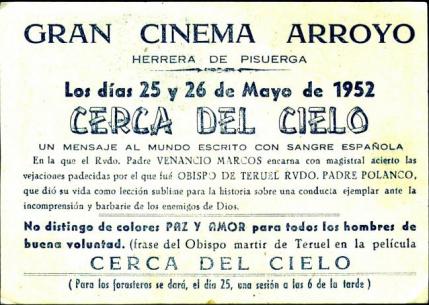 GRAN CINEMA ARROYO
HERRERA DE PISUERGA
Los días 25 y 26 de Mayo de 1952
CERCA DEL CIELO
UN MENSAJE AL MUNDO ESCRITO CON SANGRE ESPAÑOLA
En la que el Rvdo. Padre VENANCIO MARCOS encarna con magistral acierto las
vejaciones padecidas por el que fué OBISPO DE TERUEL RVDO. PADRE POLANCO,
que dió su vida como lección sublime para la historia sobre una conducta ejemplar ante la
incomprensión y barbarie de los enemigos de Dios.
No distingo de colores PAZ Y AMOR para todos los hombres de
buena voluntad. (frase del Obispo martir de Teruel en la película
CERCA DEL CIELO
( Para los forasteros se dará, el día 25, una sesión a las 6 de la tarde )